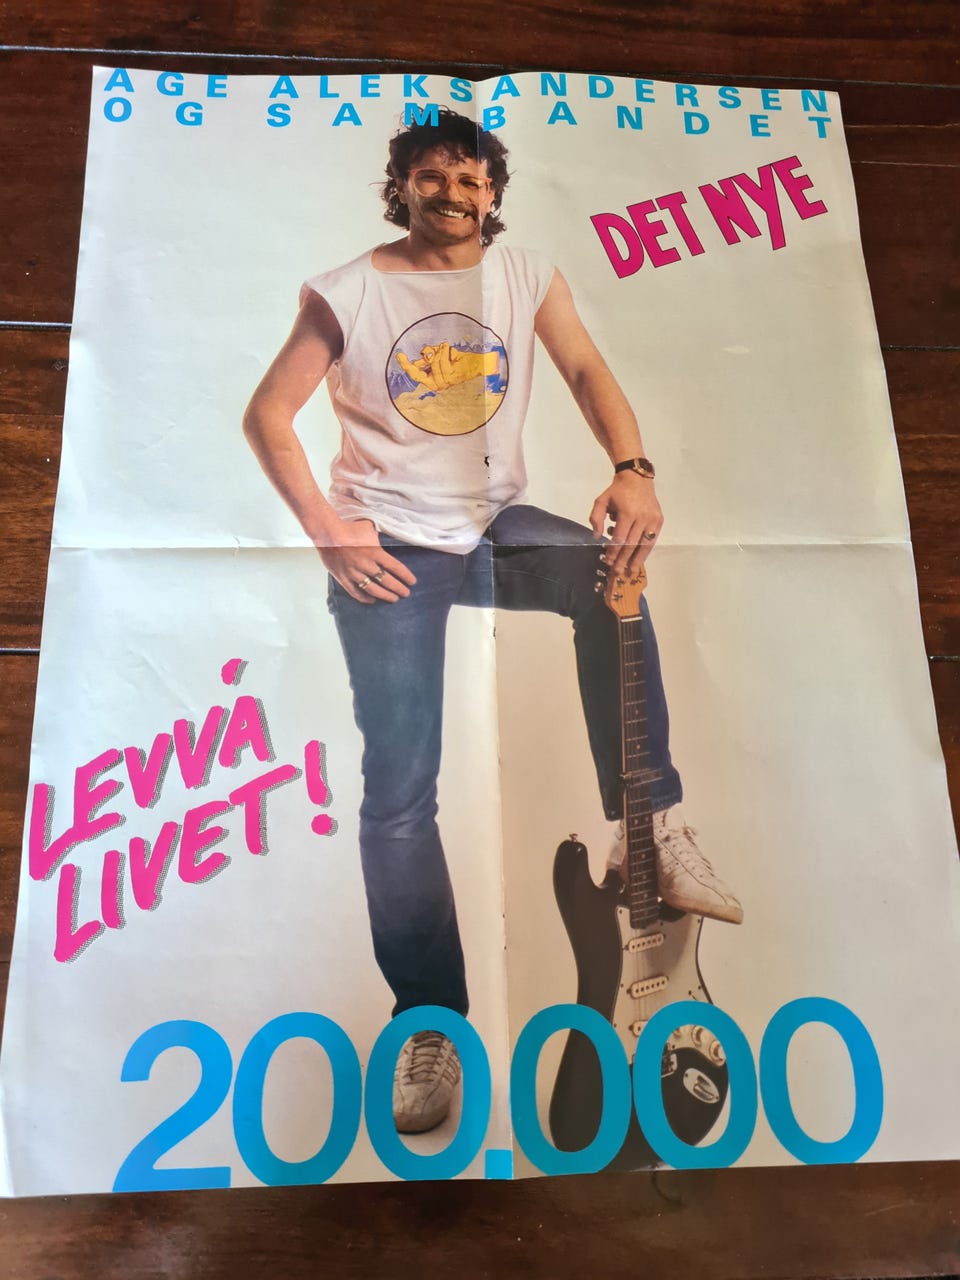 ÅGE ALEKSANDERSEN
OG SAMBANDET
DET NYE
LEVVÅ
LIVET!
200.000